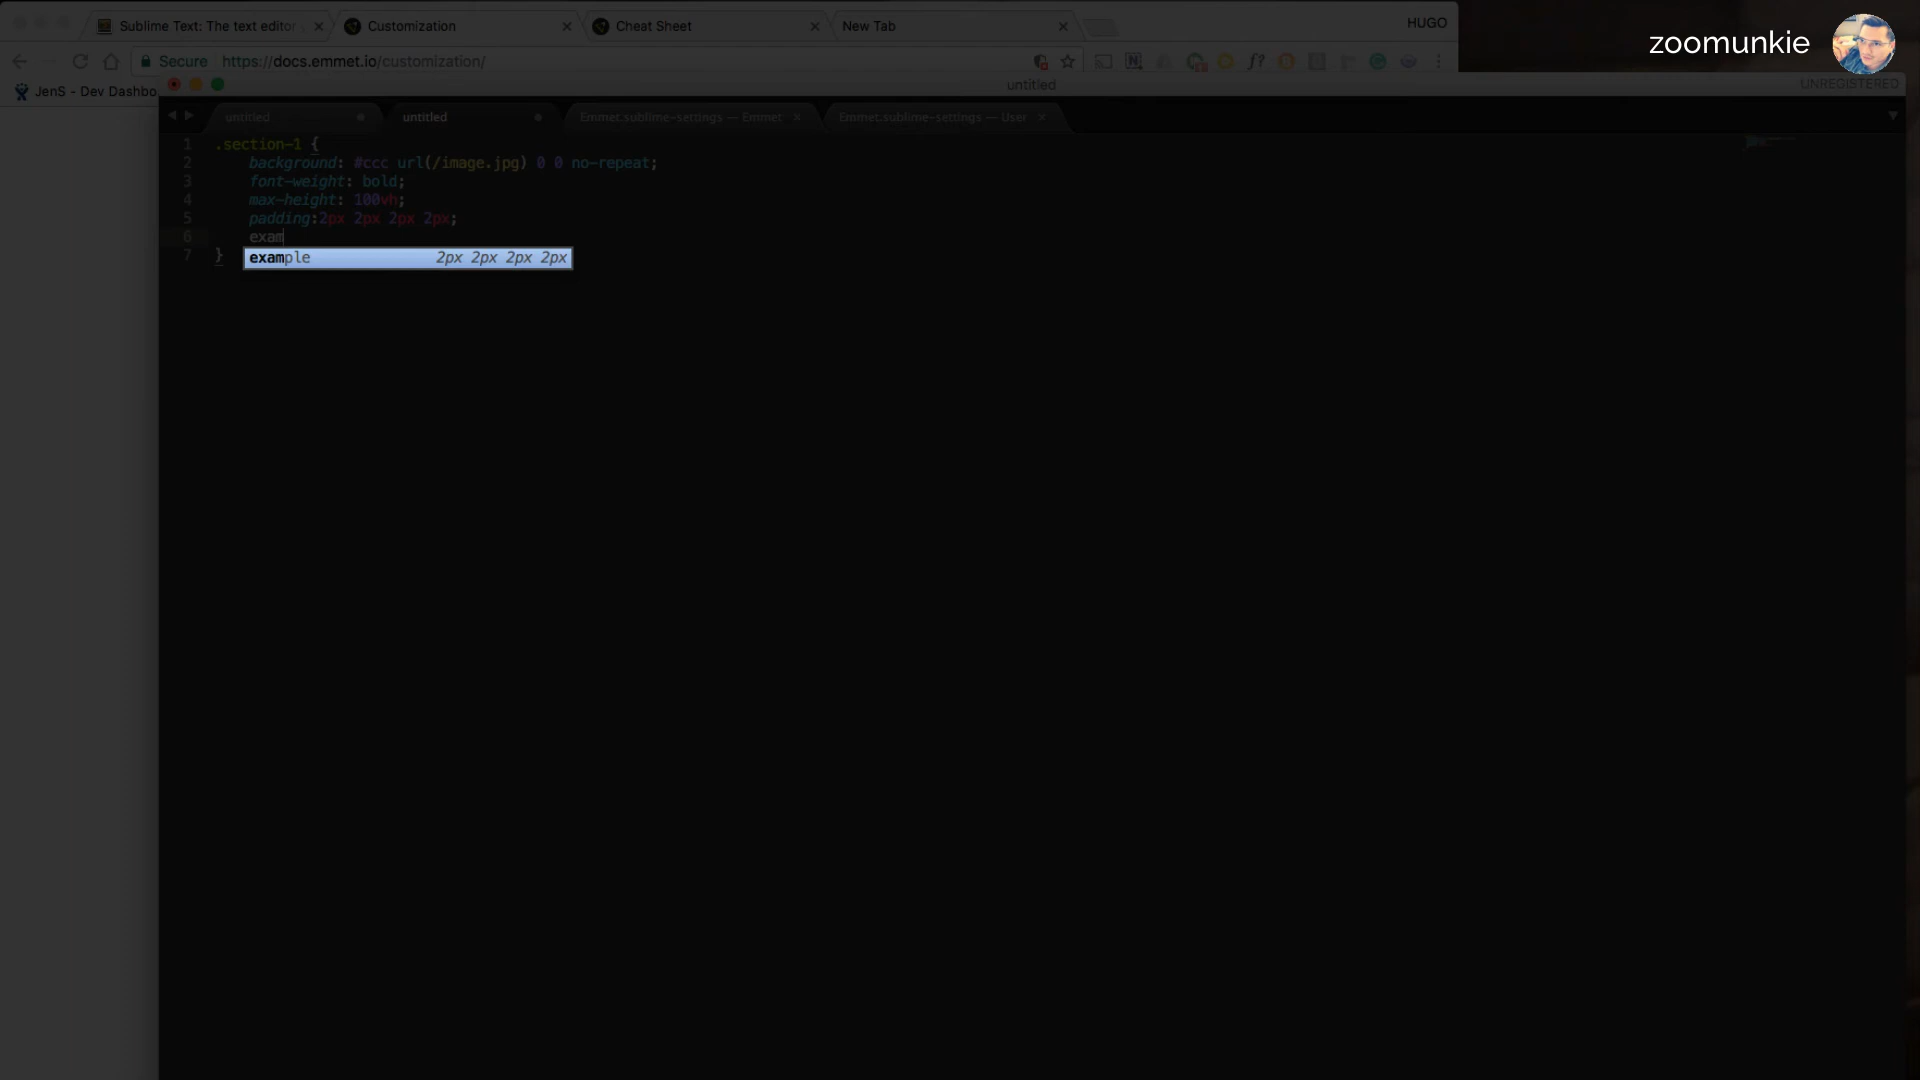 Sublime Text: The text editor
Customization
Cheat Sheet
New Tab
HUGO
zoomunkie
Secure
https://docs.emmet.io/customization/
f?
JenS - Dev Dashbo
untitled
UNREGISTERED
untitled
untitled
Emmet.sublime-settings — Emmet
Emmet.sublime-settings — User
1 .section-1 {
2 background: #ccc url(/image.jpg) 0 0 no-repeat;
3 font-weight: bold;
4 max-height: 100vh;
5 padding:2px 2px 2px 2px;
6 exam
7 }
example 2px 2px 2px 2px